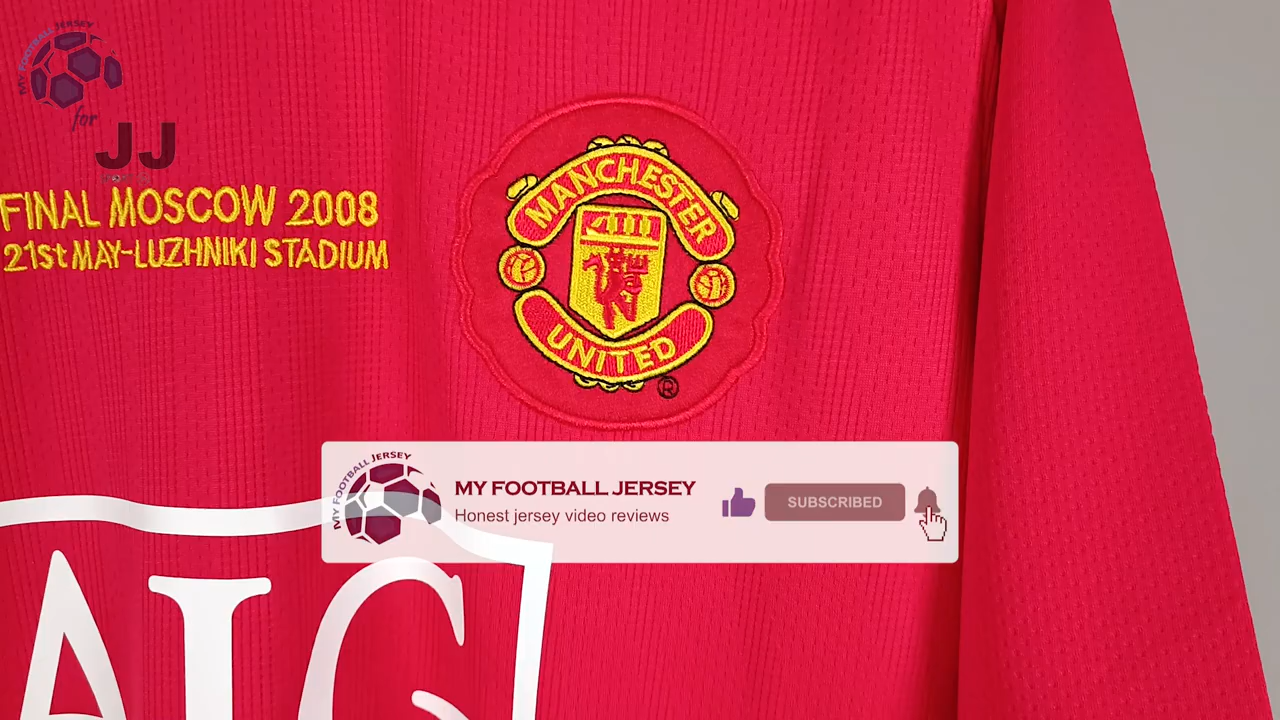 MY FOOTBALL JERSEY
for
JJ
FINAL MOSCOW 2008
21st MAY-LUZHNIKI STADIUM
MANCHESTER
UNITED
®
MY FOOTBALL JERSEY
MY FOOTBALL JERSEY
Honest jersey video reviews
SUBSCRIBED
AIG